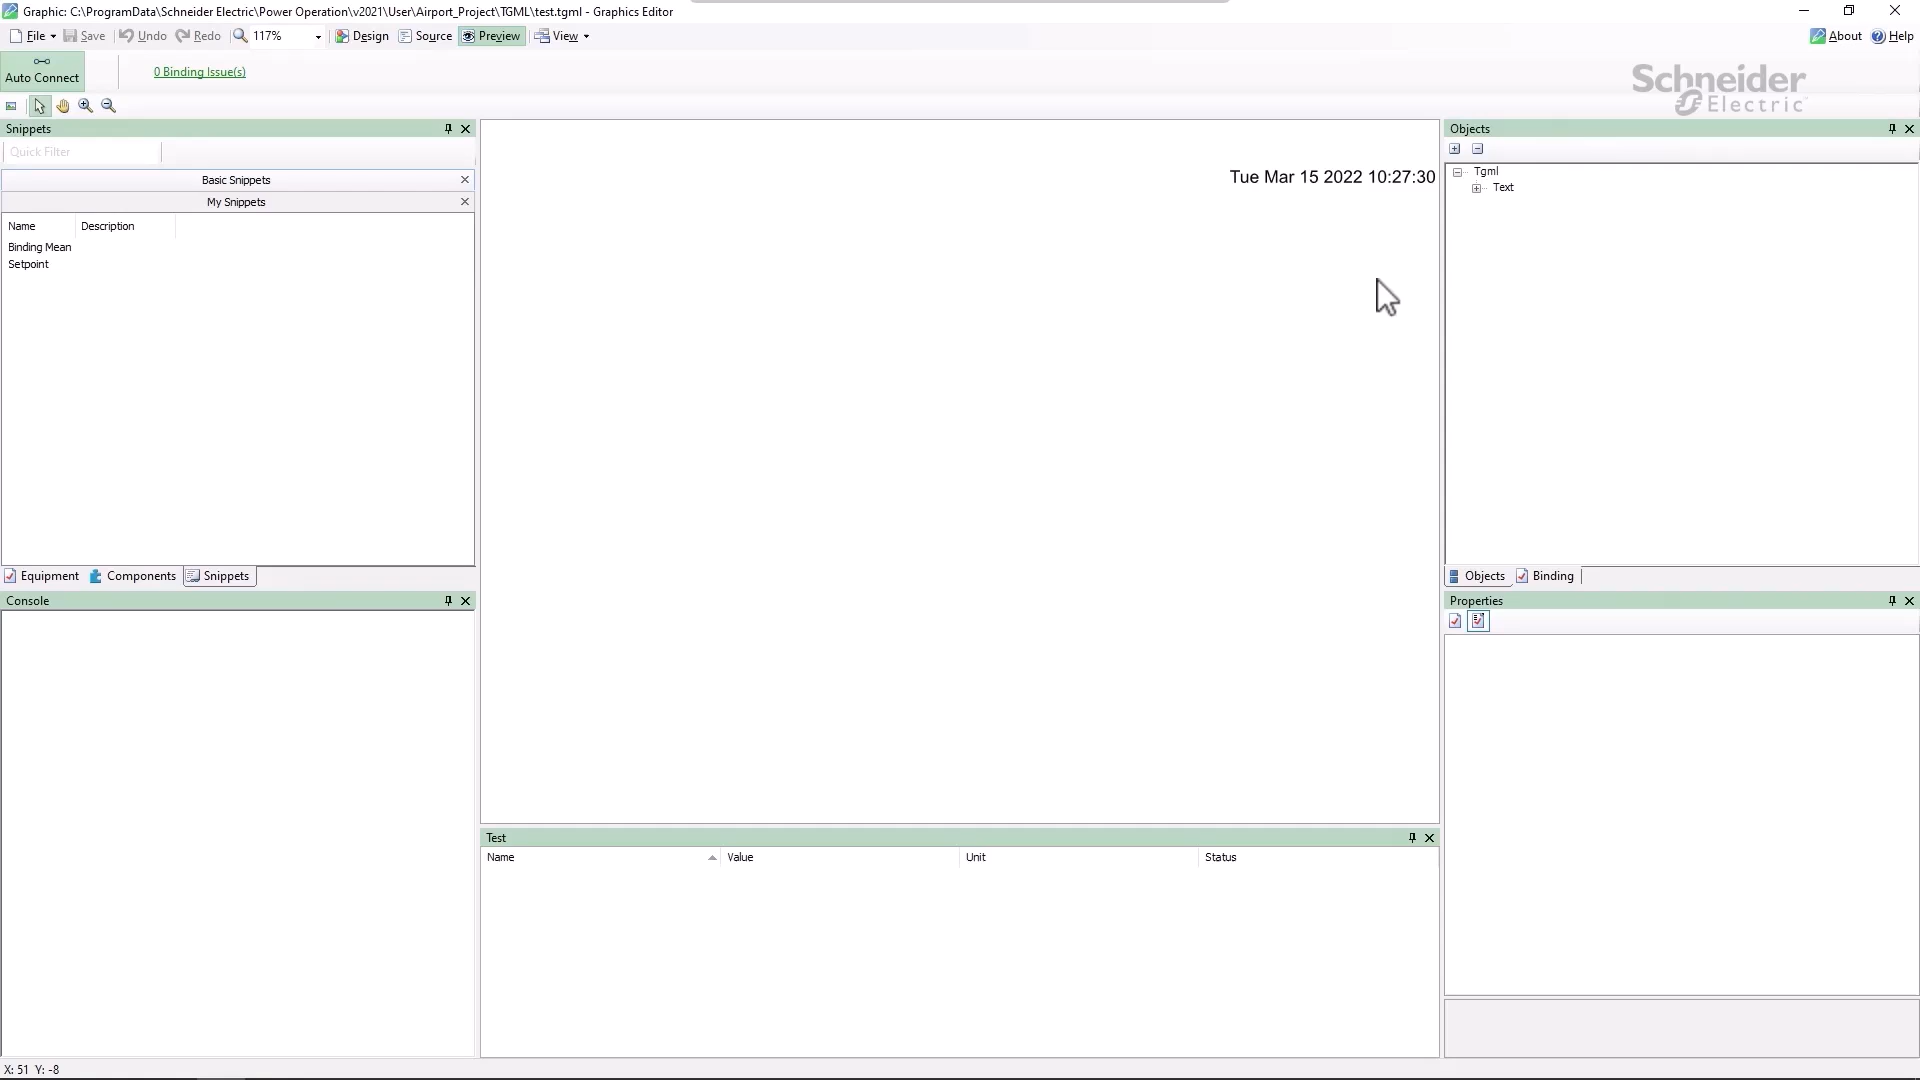 Graphic: C:\ProgramData\Schneider Electric\Power Operation\v2021\User\Airport_Project\TGML\test.tgml - Graphics Editor
File Save Undo Redo 117% Design Source Preview View About Help
Auto Connect
0 Binding Issue(s)
Schneider
Electric
Snippets
Quick Filter
Basic Snippets
My Snippets
Name Description
Binding Mean
Setpoint
Equipment Components Snippets
Console
Tue Mar 15 2022 10:27:30
Test
Name Value Unit Status
Objects
Tgml
Text
Objects Binding
Properties
X: 51 Y: -8